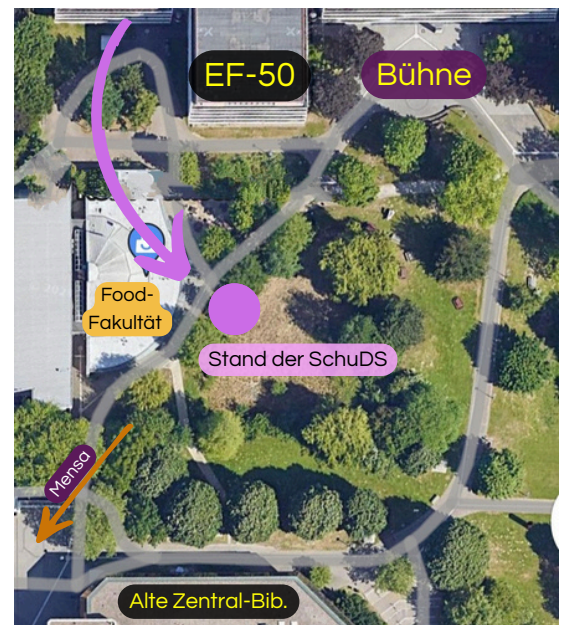 EF-50
Bühne
Food-
Fakultät
Stand der SchuDS
Mensa
Alte Zentral-Bib.